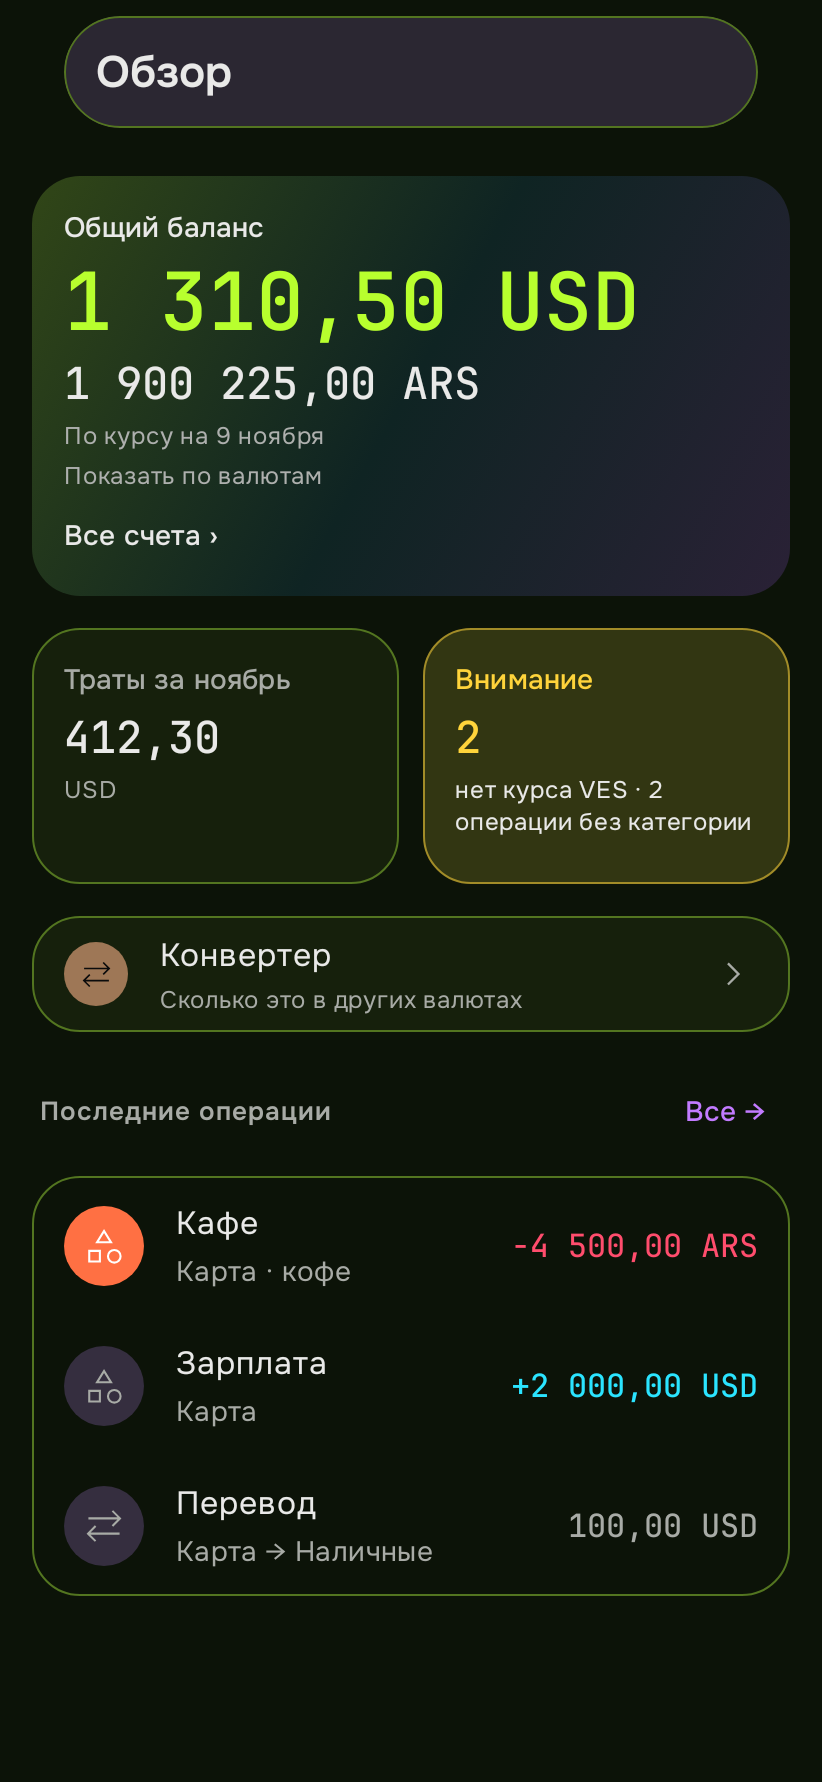 Обзор
Общий баланс
1 310,50 USD
1 900 225,00 ARS
По курсу на 9 ноября
Показать по валютам
Все счета ›
Траты за ноябрь
412,30
USD
Внимание
2
нет курса VES · 2
операции без категории
Конвертер
Сколько это в других валютах
Последние операции
Все →
Кафе
Карта · кофе
-4 500,00 ARS
Зарплата
Карта
+2 000,00 USD
Перевод
Карта → Наличные
100,00 USD